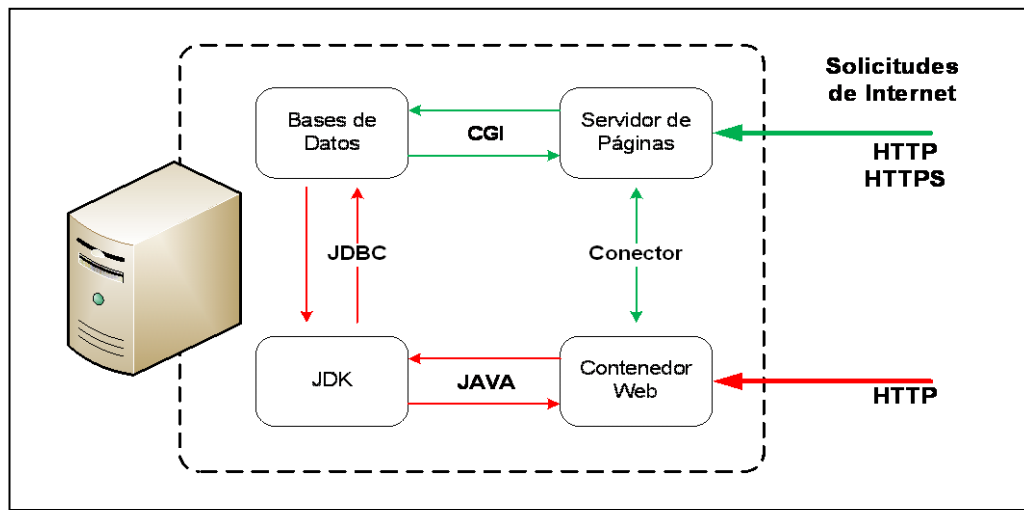 Solicitudes
de Internet
Bases de
Datos
CGI
Servidor de
Páginas
HTTP
HTTPS
JDBC
Conector
JDK
JAVA
Contenedor
Web
HTTP